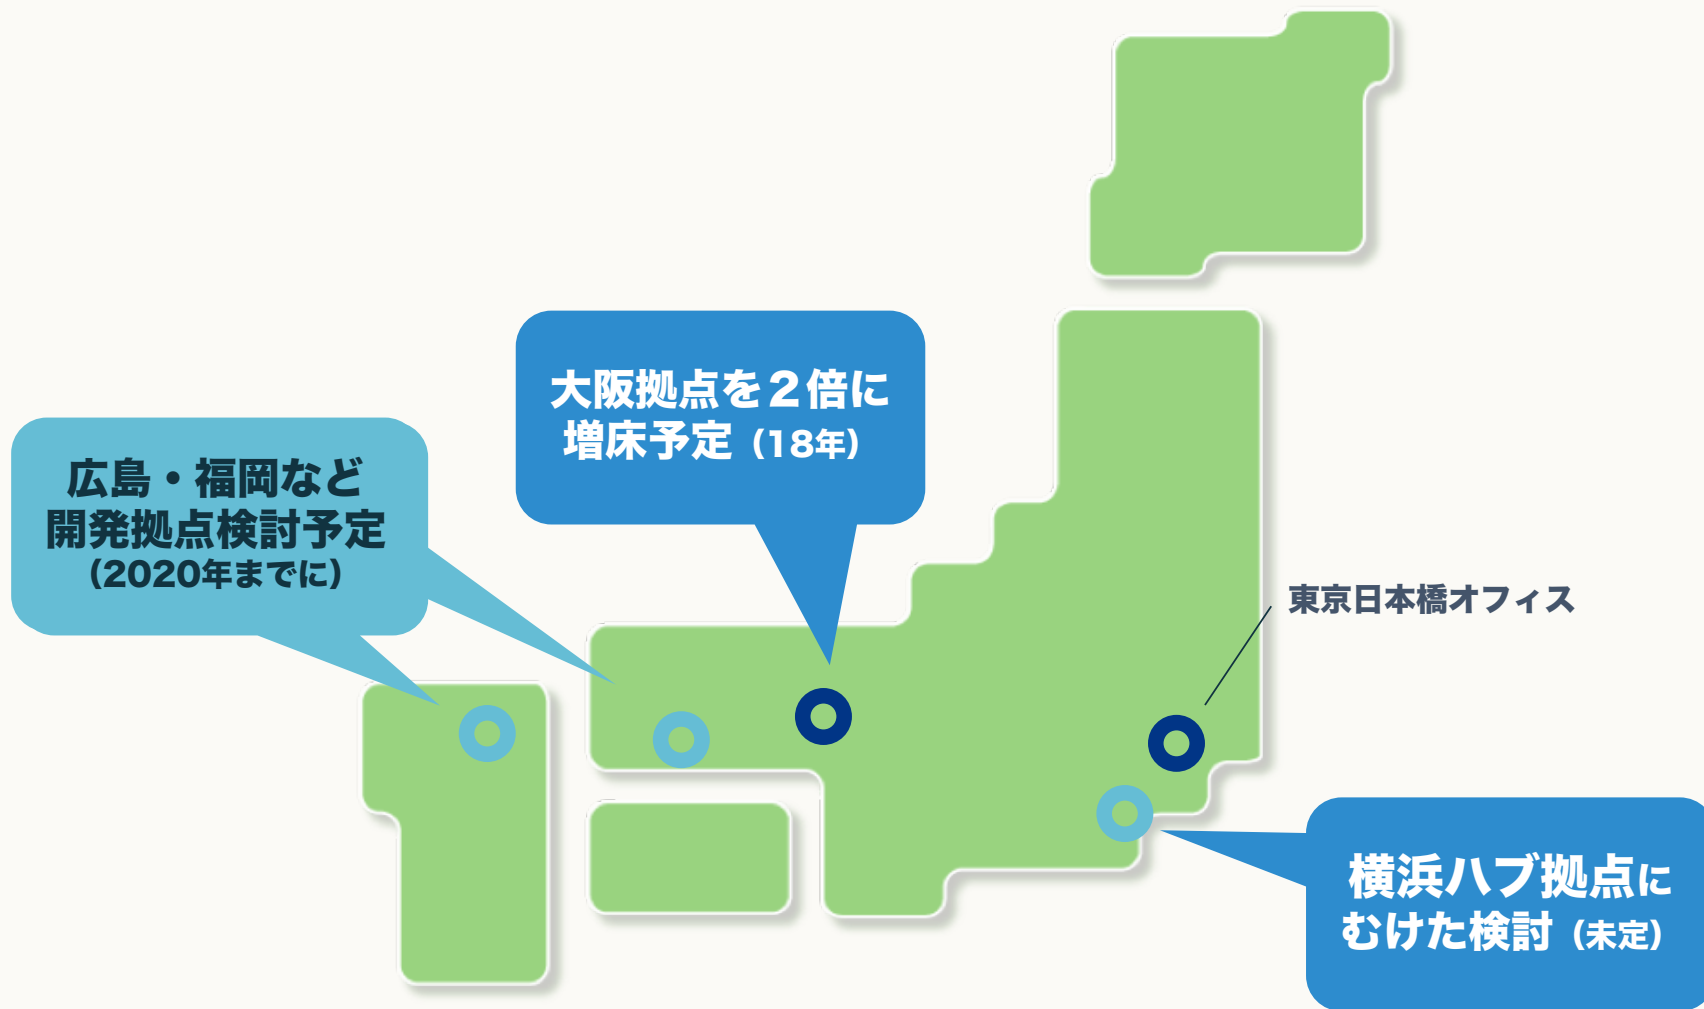 大阪拠点を２倍に
増床予定（18年）
広島・福岡など
開発拠点検討予定
（2020年までに）
東京日本橋オフィス
横浜ハブ拠点に
むけた検討（未定）